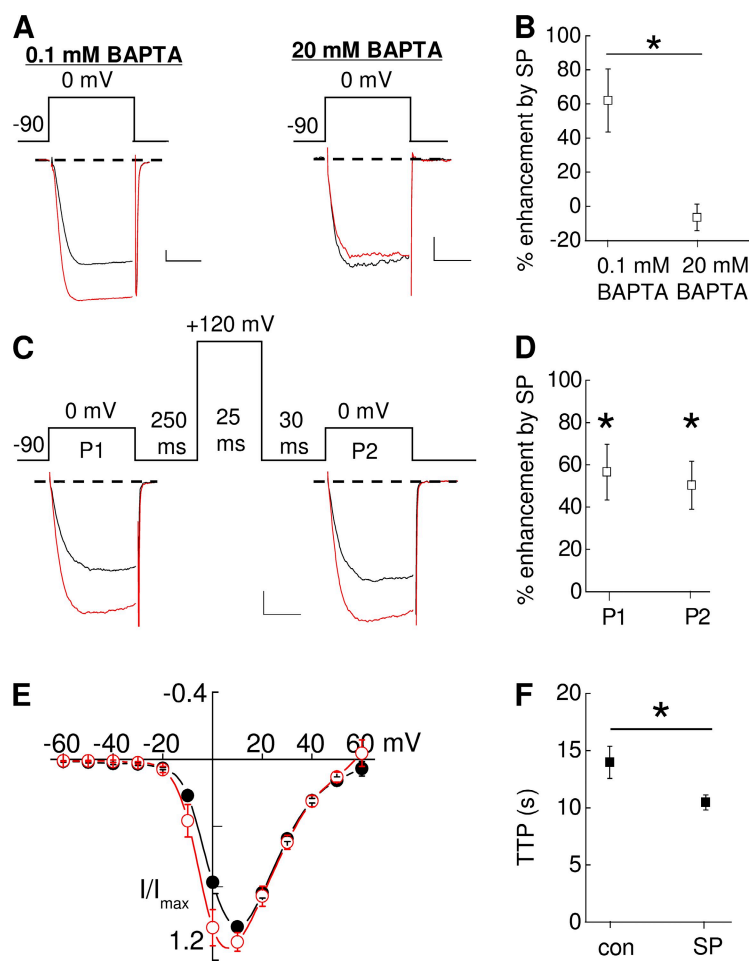 A
0.1 mM BAPTA
0 mV
-90
20 mM BAPTA
0 mV
-90
B
% enhancement by SP
100
80
60
40
20
0
-20
*
0.1 mM
BAPTA
20 mM
BAPTA
C
+120 mV
0 mV
250
ms
25
ms
30
ms
0 mV
-90
P1
P2
D
% enhancement by SP
100
80
60
40
20
0
* *
P1 P2
E
-0.4
-60 -40 -20 20 40 60 mV
I/Imax
1.2
F
TTP (s)
20
15
10
5
0
*
con SP